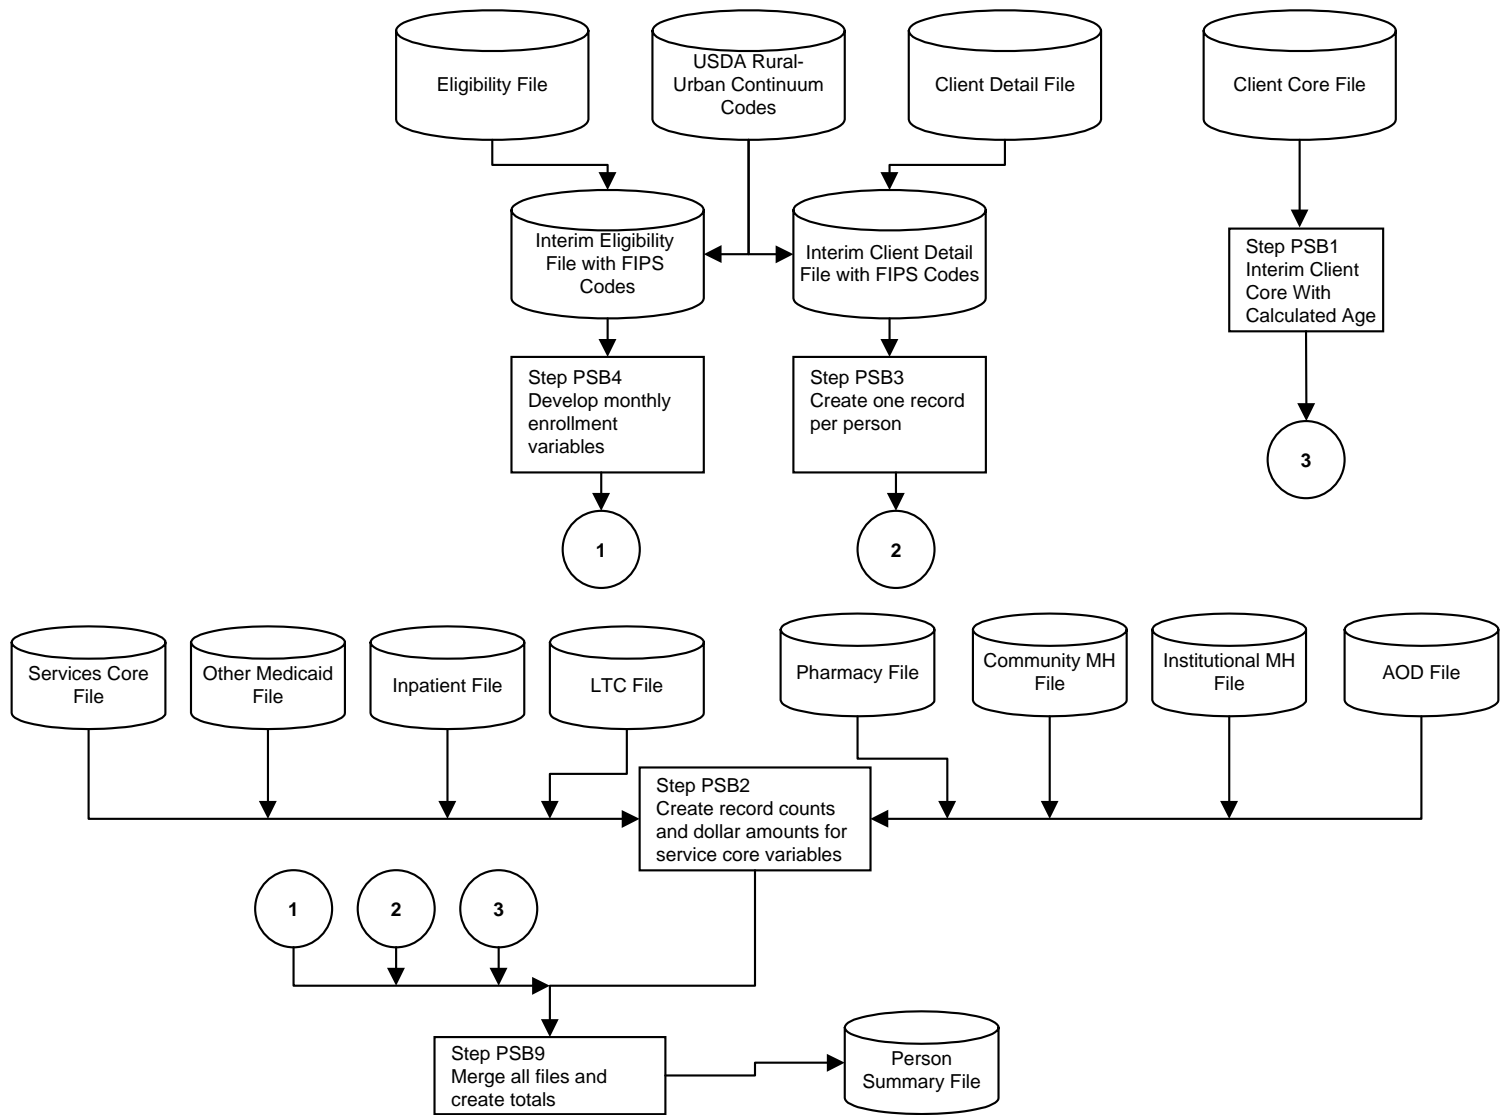 Eligibility File
USDA Rural-
Urban Continuum
Codes
Client Detail File
Client Core File
Interim Eligibility
File with FIPS
Codes
Interim Client Detail
File with FIPS Codes
Step PSB1
Interim Client
Core With
Calculated Age
Step PSB4
Develop monthly
enrollment
variables
Step PSB3
Create one record
per person
3
1
2
Services Core
File
Other Medicaid
File
Inpatient File
LTC File
Pharmacy File
Community MH
File
Institutional MH
File
AOD File
Step PSB2
Create record counts
and dollar amounts for
service core variables
1
2
3
Step PSB9
Merge all files and
create totals
Person
Summary File